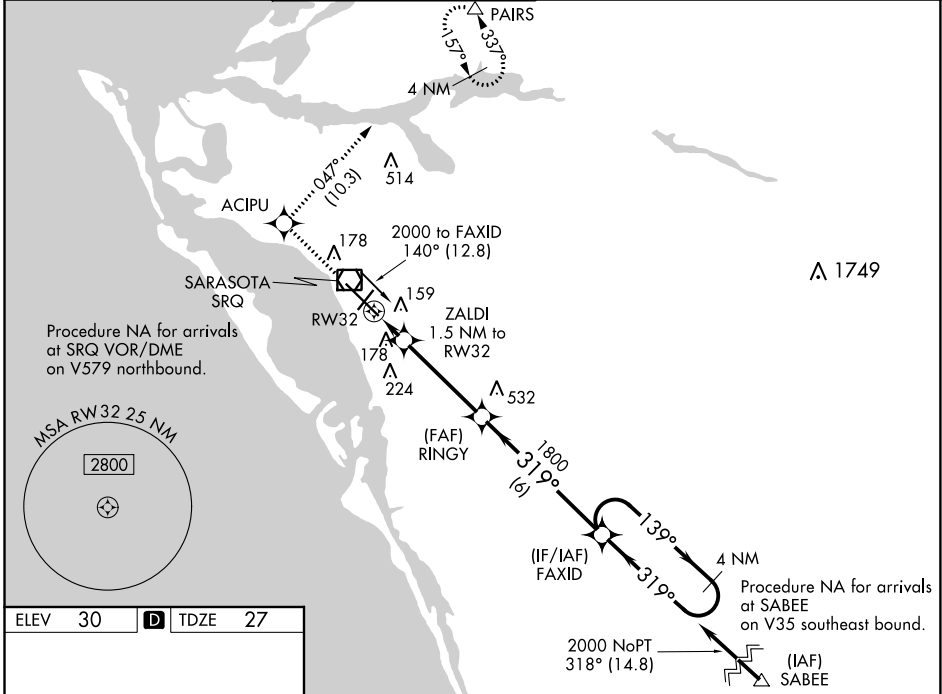 PAIRS
157°
337°
4 NM
047°
(10.3)
514
ACIPU
2000 to FAXID
140° (12.8)
178
SARASOTA
SRQ
1749
159
RW32
ZALDI
1.5 NM to
RW32
Procedure NA for arrivals
at SRQ VOR/DME
on V579 northbound.
178
224
532
MSA RW32 25 NM
2800
(FAF)
RINGY
1800
319°
(6)
139°
(IF/IAF)
FAXID
4 NM
319°
Procedure NA for arrivals
at SABEE
on V35 southeast bound.
2000 NoPT
318° (14.8)
(IAF)
SABEE
ELEV 30 D TDZE 27